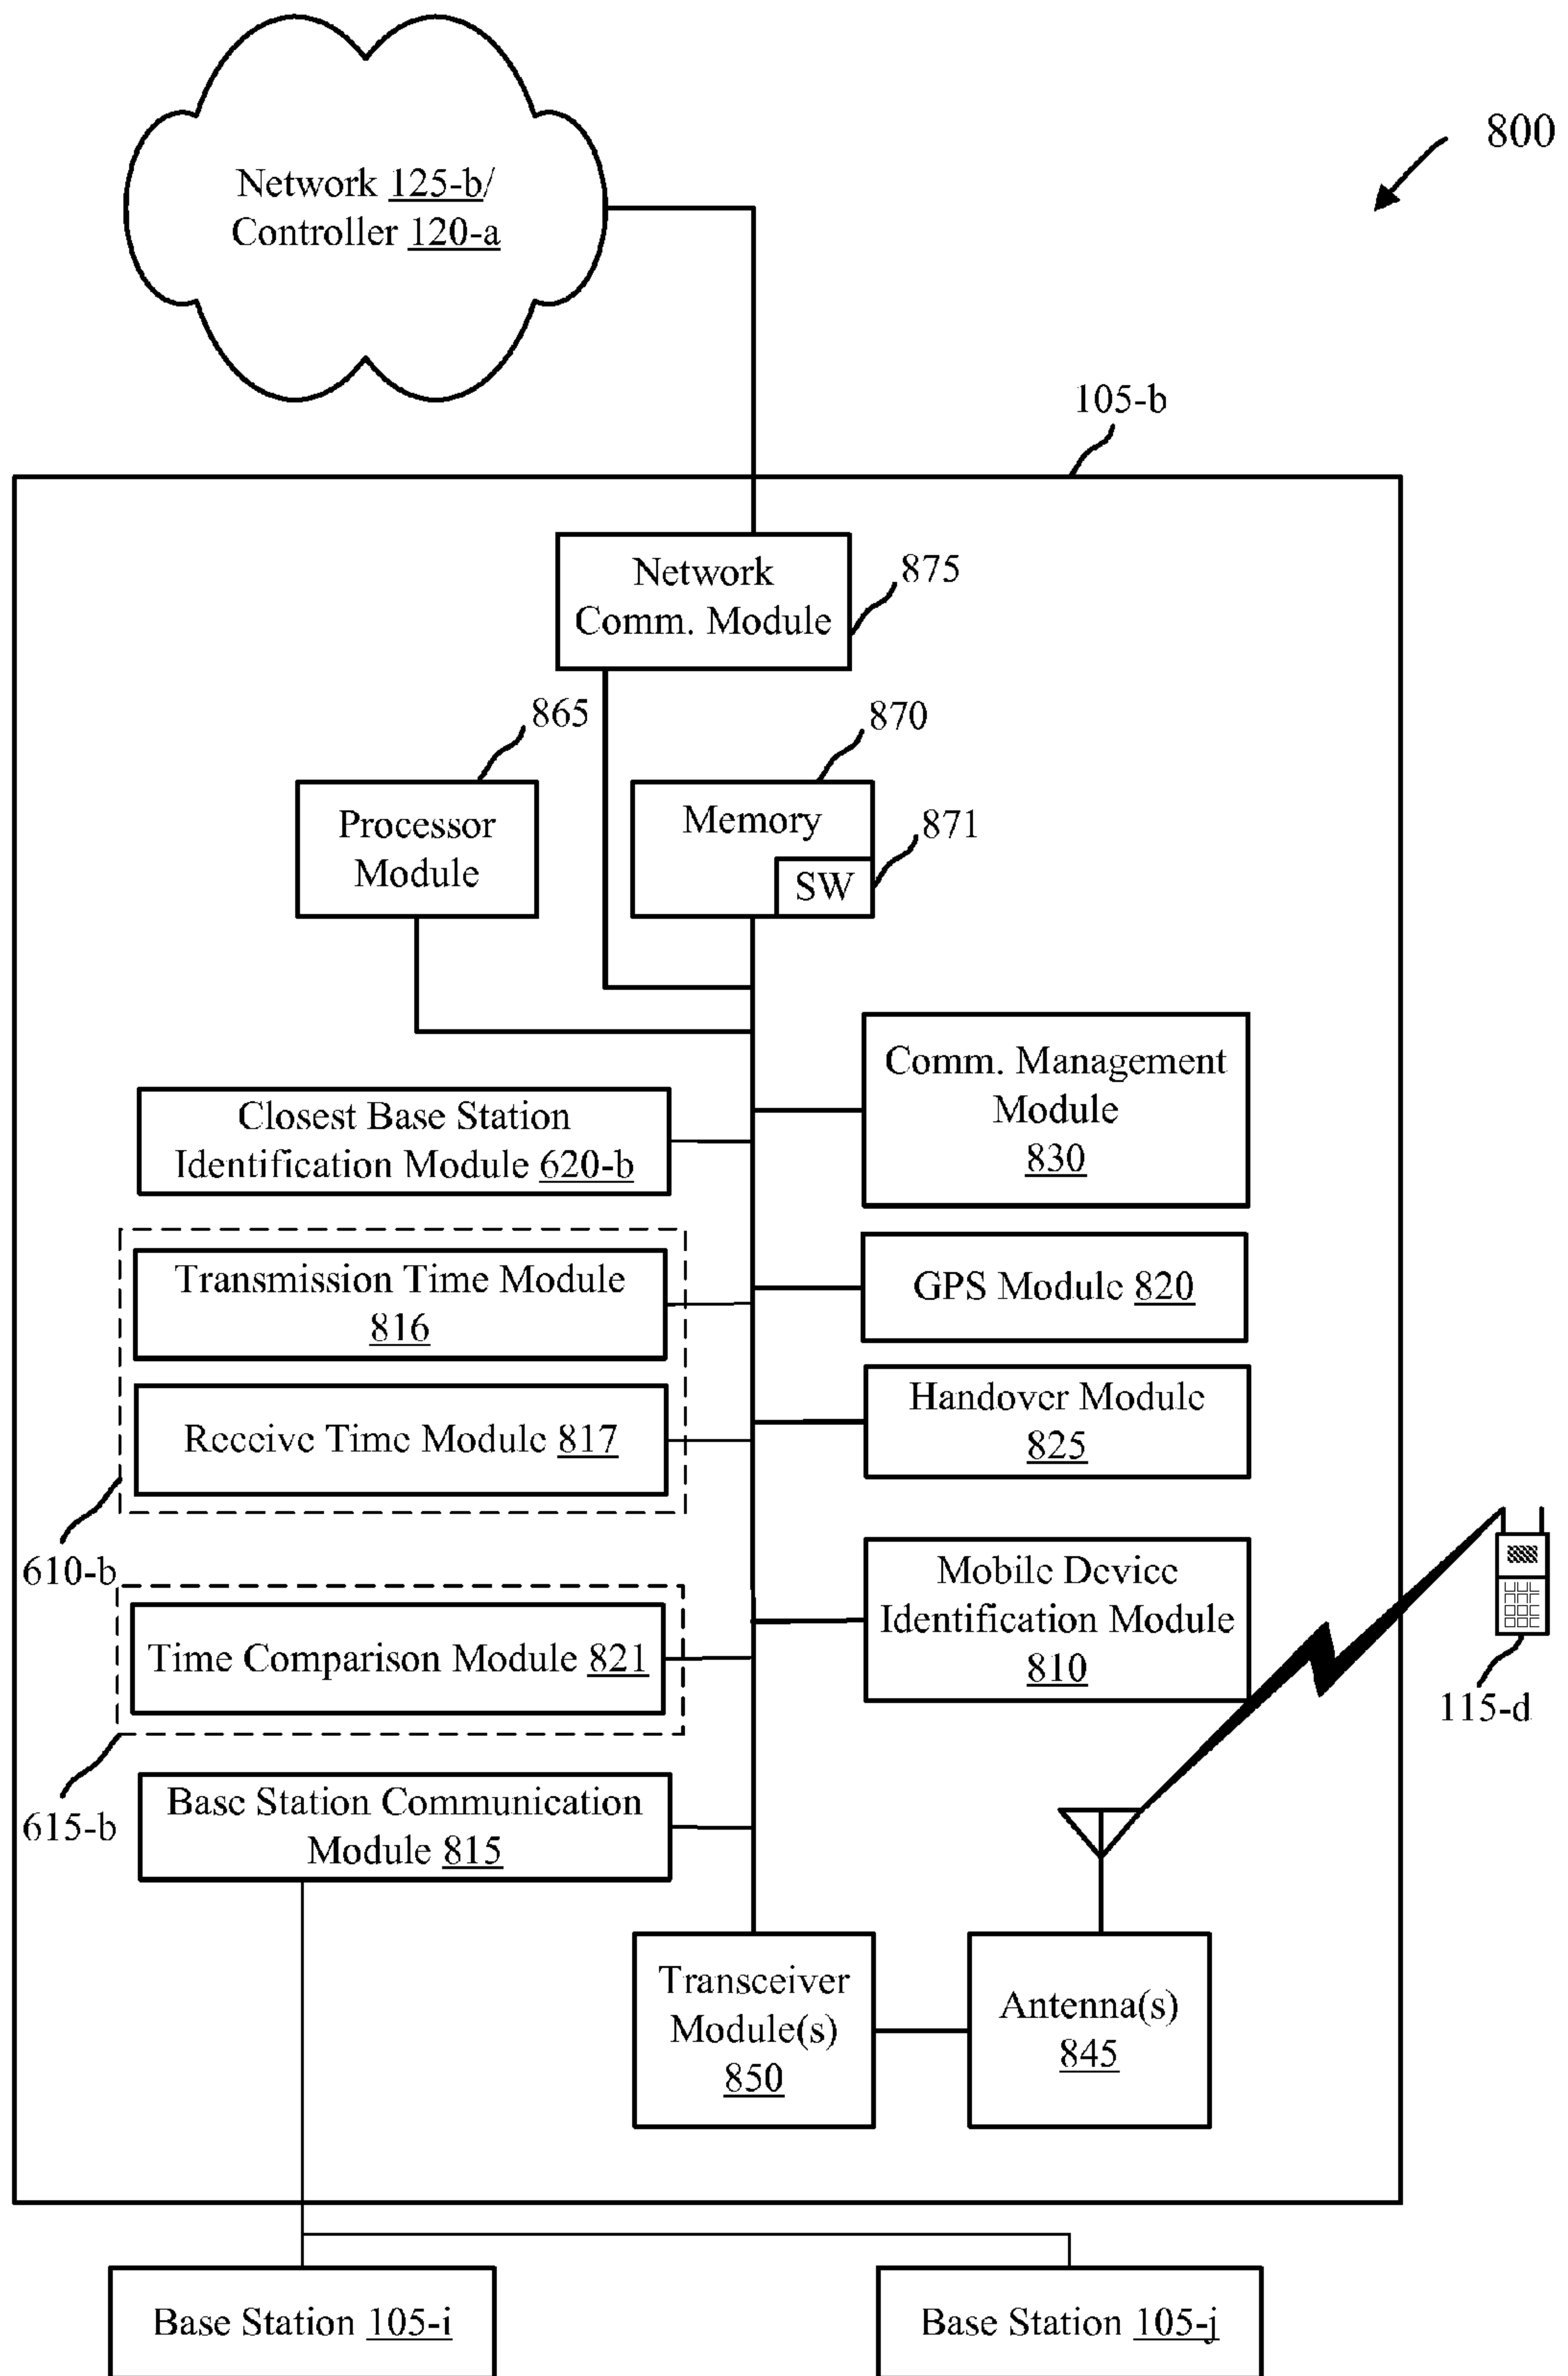 800
Network 125-b/
Controller 120-a
105-b
Network
Comm. Module
875
865
870
Processor
Module
Memory
871
SW
Comm. Management
Module
830
Closest Base Station
Identification Module 620-b
Transmission Time Module
816
GPS Module 820
Receive Time Module 817
Handover Module
825
610-b
Mobile Device
Identification Module
810
Time Comparison Module 821
115-d
615-b
Base Station Communication
Module 815
Transceiver
Module(s)
850
Antenna(s)
845
Base Station 105-i
Base Station 105-j